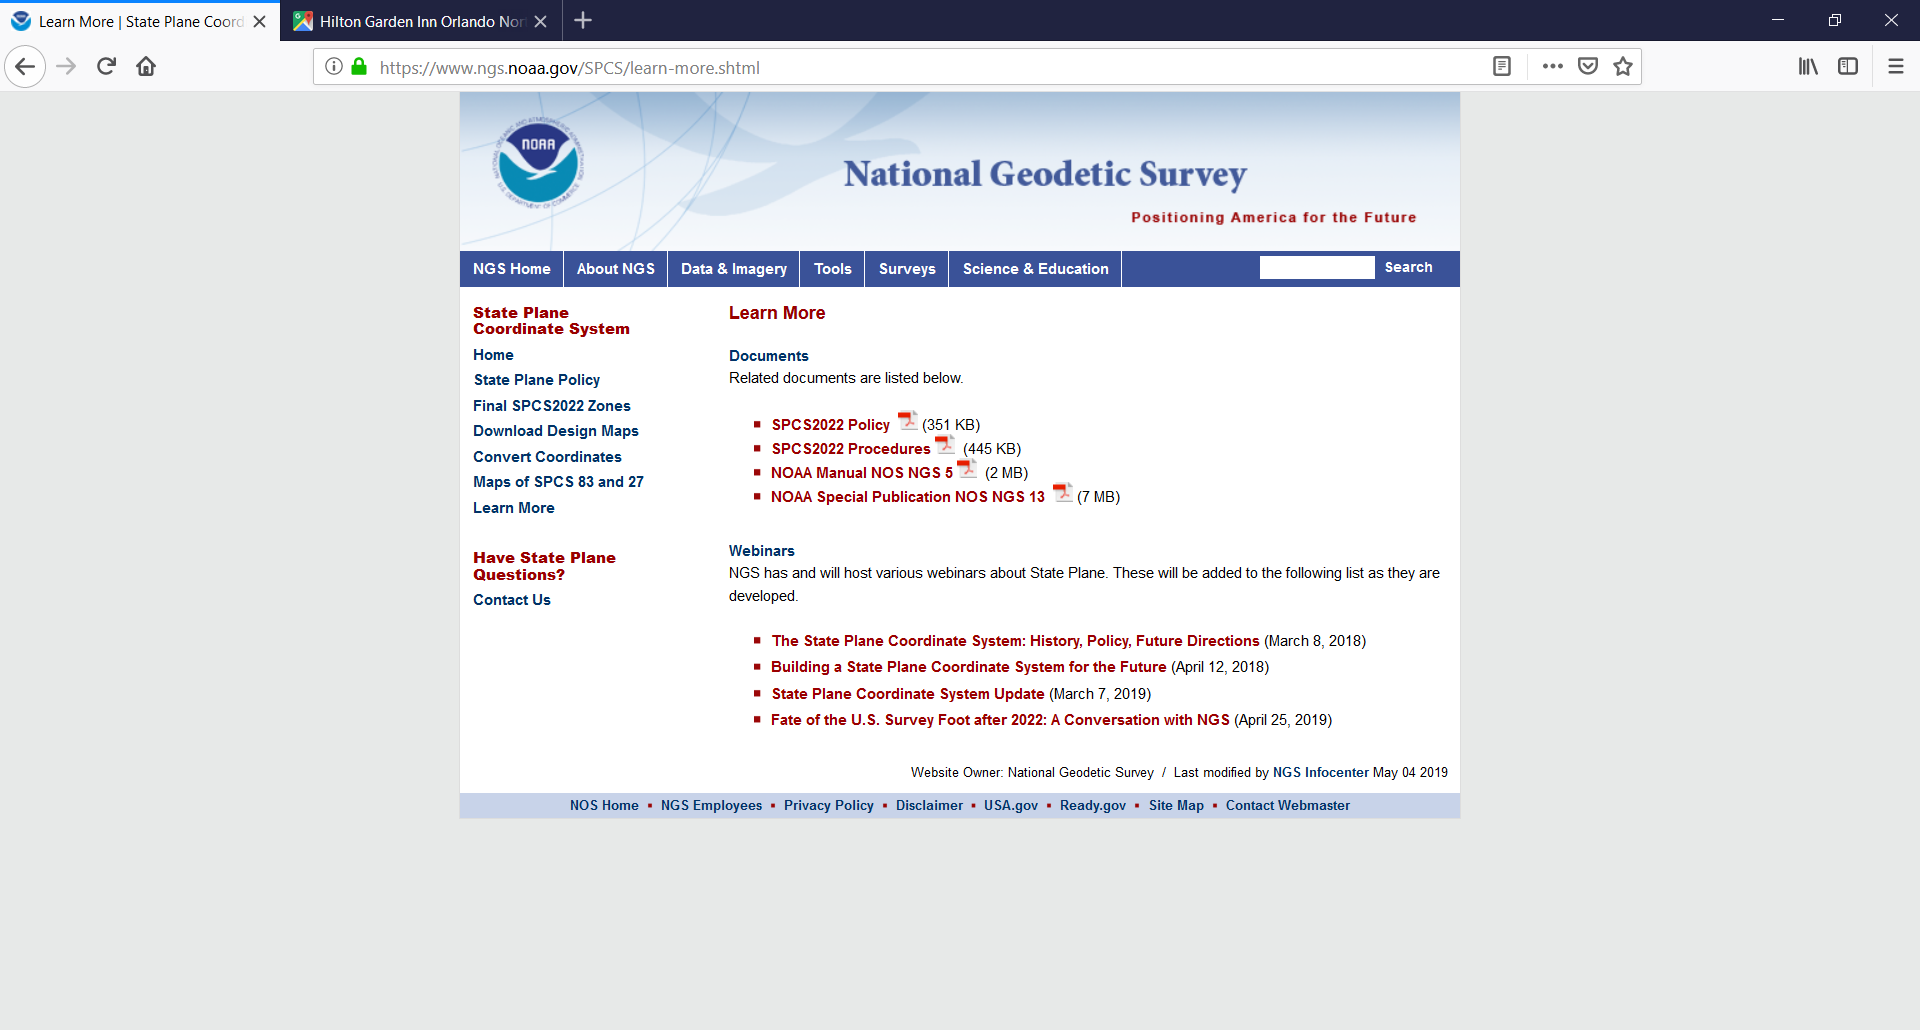 Learn More | State Plane Coord
Hilton Garden Inn Orlando Nor
https://www.ngs.noaa.gov/SPCS/learn-more.shtml
NOAA
National Geodetic Survey
Positioning America for the Future
NGS Home
About NGS
Data & Imagery
Tools
Surveys
Science & Education
Search
State Plane
Coordinate System
Home
State Plane Policy
Final SPCS2022 Zones
Download Design Maps
Convert Coordinates
Maps of SPCS 83 and 27
Learn More
Have State Plane
Questions?
Contact Us
Learn More
Documents
Related documents are listed below.
SPCS2022 Policy (351 KB)
SPCS2022 Procedures (445 KB)
NOAA Manual NOS NGS 5 (2 MB)
NOAA Special Publication NOS NGS 13 (7 MB)
Webinars
NGS has and will host various webinars about State Plane. These will be added to the following list as they are
developed.
The State Plane Coordinate System: History, Policy, Future Directions (March 8, 2018)
Building a State Plane Coordinate System for the Future (April 12, 2018)
State Plane Coordinate System Update (March 7, 2019)
Fate of the U.S. Survey Foot after 2022: A Conversation with NGS (April 25, 2019)
Website Owner: National Geodetic Survey / Last modified by NGS Infocenter May 04 2019
NOS Home ▪ NGS Employees ▪ Privacy Policy ▪ Disclaimer ▪ USA.gov ▪ Ready.gov ▪ Site Map ▪ Contact Webmaster